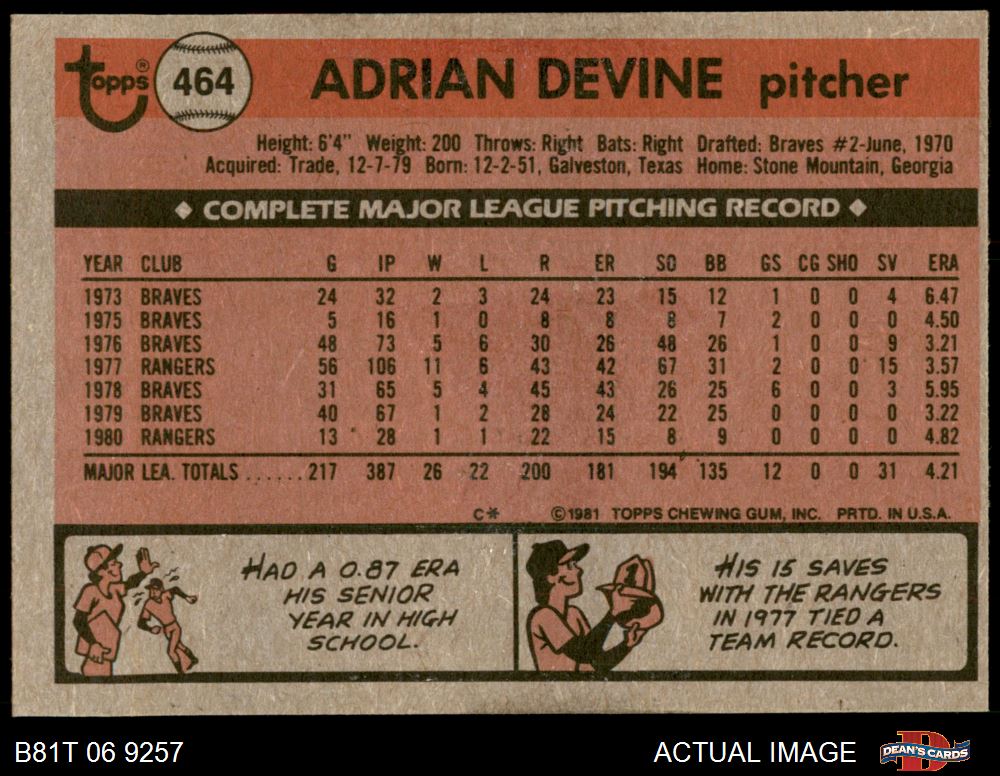 Topps® 464 ADRIAN DEVINE pitcher
Height: 6'4" Weight: 200 Throws: Right Bats: Right Drafted: Braves #2-June, 1970
Acquired: Trade, 12-7-79 Born: 12-2-51, Galveston, Texas Home: Stone Mountain, Georgia
◆ COMPLETE MAJOR LEAGUE PITCHING RECORD ◆
YEAR CLUB G IP W L R ER SO BB GS CG SHO SV ERA
1973 BRAVES 24 32 2 3 24 23 15 12 1 0 0 4 6.47
1975 BRAVES 5 16 1 0 8 8 8 7 2 0 0 0 4.50
1976 BRAVES 48 73 5 6 30 26 48 26 1 0 0 9 3.21
1977 RANGERS 56 106 11 6 43 42 67 31 2 0 0 15 3.57
1978 BRAVES 31 65 5 4 45 43 26 25 6 0 0 3 5.95
1979 BRAVES 40 67 1 2 28 24 22 25 0 0 0 0 3.22
1980 RANGERS 13 28 1 1 22 15 8 9 0 0 0 0 4.82
MAJOR LEA. TOTALS ...... 217 387 26 22 200 181 194 135 12 0 0 31 4.21
C* ©1981 TOPPS CHEWING GUM, INC. PRTD. IN U.S.A.
HAD A 0.87 ERA
HIS SENIOR
YEAR IN HIGH
SCHOOL.
1
HIS 15 SAVES
WITH THE RANGERS
IN 1977 TIED A
TEAM RECORD.
B81T 06 9257 ACTUAL IMAGE D DEAN'S CARDS